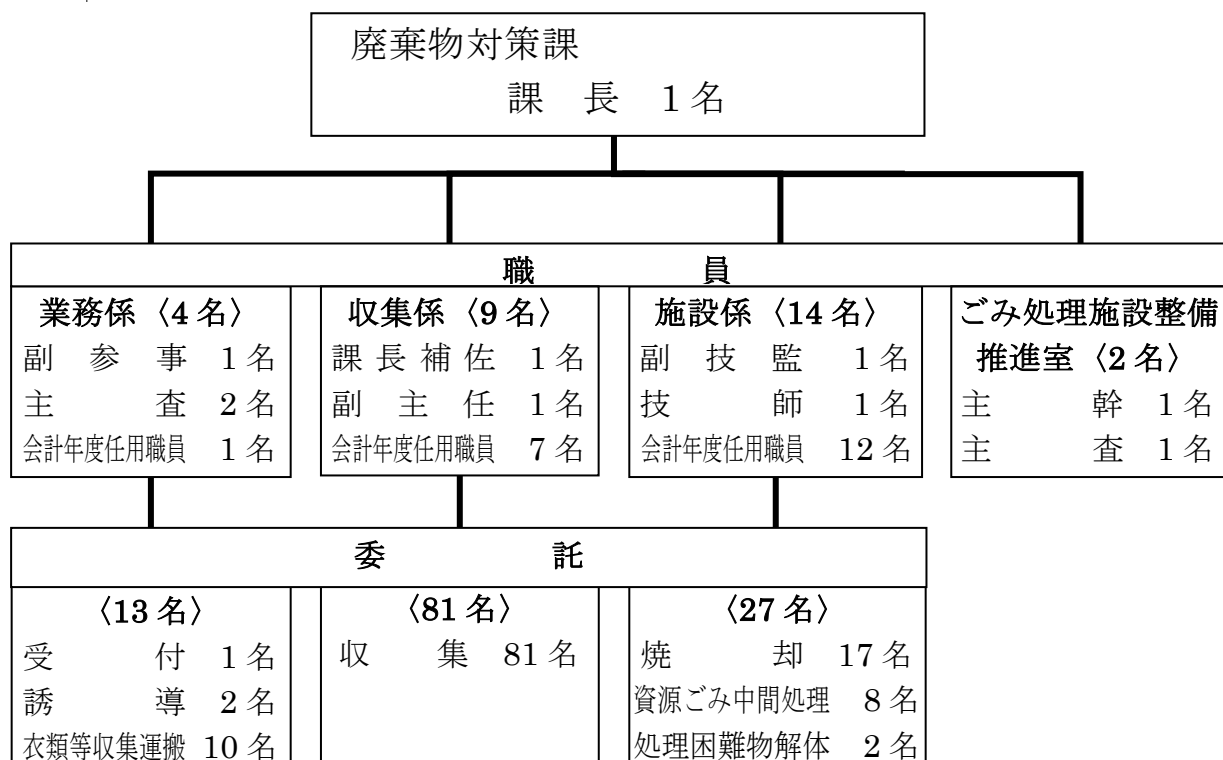 廃棄物対策課
課 長 1名
職 員
業務係〈4名〉
副 参 事 1名
主 査 2名
会計年度任用職員 1名
収集係〈9名〉
課長補佐 1名
副 主 任 1名
会計年度任用職員 7名
施設係〈14名〉
副 技 監 1名
技 師 1名
会計年度任用職員 12名
ごみ処理施設整備
推進室〈2名〉
主 幹 1名
主 査 1名
委 託
〈13名〉
受 付 1名
誘 導 2名
衣類等収集運搬 10名
〈81名〉
収 集 81名
〈27名〉
焼 却 17名
資源ごみ中間処理 8名
処理困難物解体 2名